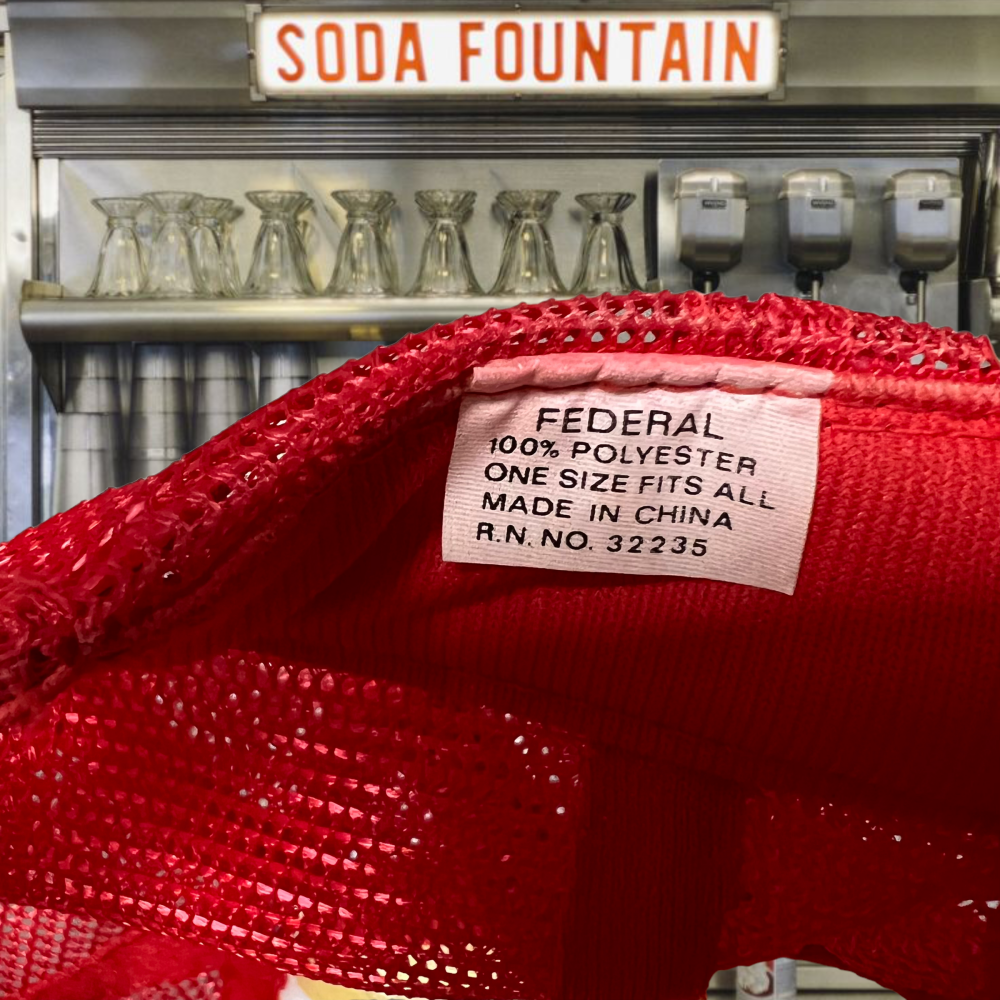 SODA FOUNTAIN
FEDERAL
100% POLYESTER
ONE SIZE FITS ALL
MADE IN CHINA
R.N. NO. 32235